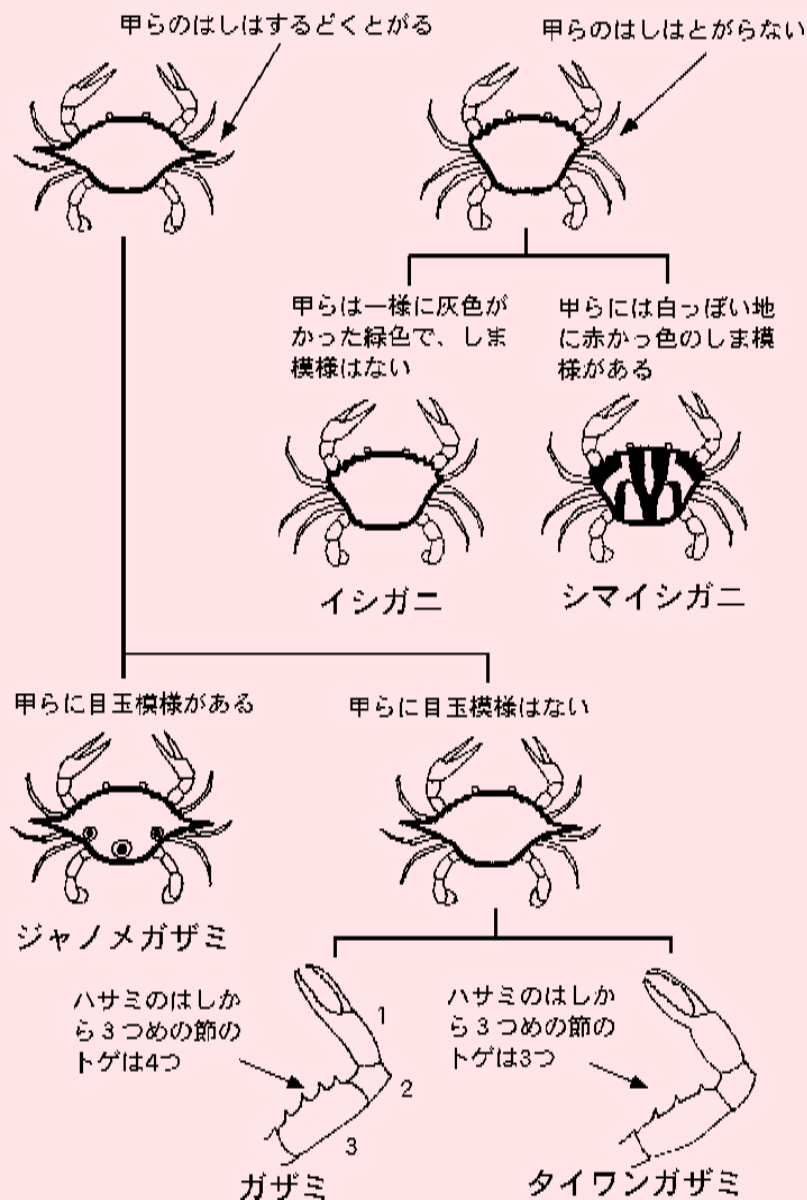 甲らのはしはするどくとがる
甲らのはしはとがらない
甲らは一様に灰色が
かった緑色で、しま
模様はない
甲らには白っぽい地
に赤かっ色のしま模
様がある
イシガニ
シマイシガニ
甲らに目玉模様がある
甲らに目玉模様はない
ジャノメガザミ
ハサミのはしか
ら3つめの節の
トゲは4つ
1
2
3
ガザミ
ハサミのはしか
ら3つめの節の
トゲは3つ
タイワンガザミ